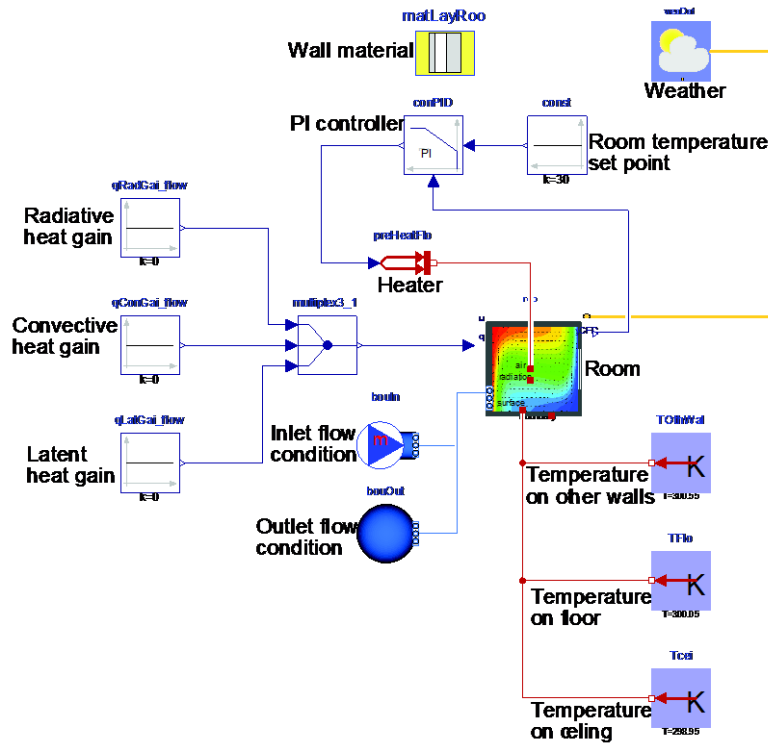 matLayRoo
Wall material
weaOut
Weather
conPID
PI controller
PI
const
k=30
Room temperature
set point
qRadGai_flow
Radiative
heat gain
k=0
preHeatFlo
Heater
qConGai_flow
Convective
heat gain
k=0
multiplex3_1
air
radiation
surface
Room
qLatGai_flow
Latent
heat gain
k=0
bouIn
Inlet flow
condition
m
bouOut
Outlet flow
condition
TOthWal
K
T=300.55
Temperature
on other walls
TFlo
K
T=300.05
Temperature
on floor
Tcei
K
T=298.95
Temperature
on œling